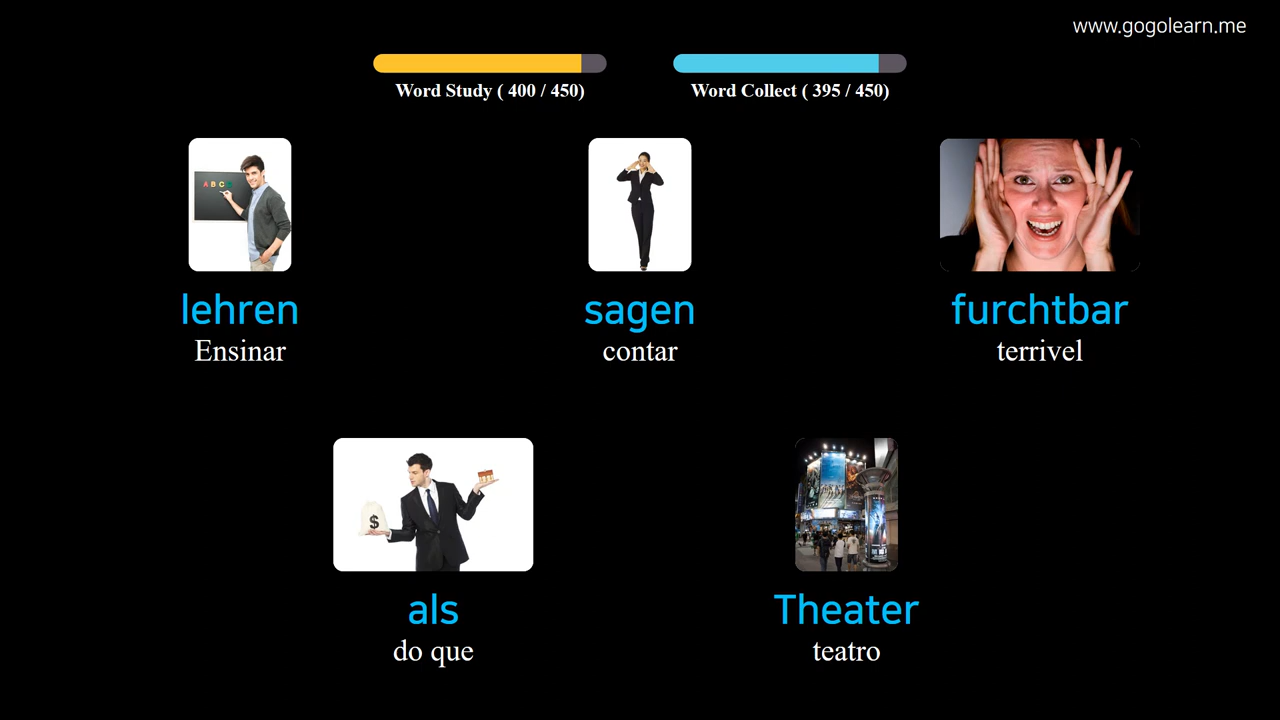 www.gogolearn.me
Word Study ( 400 / 450)
Word Collect ( 395 / 450)
lehren
Ensinar
sagen
contar
furchtbar
terrivel
als
do que
Theater
teatro